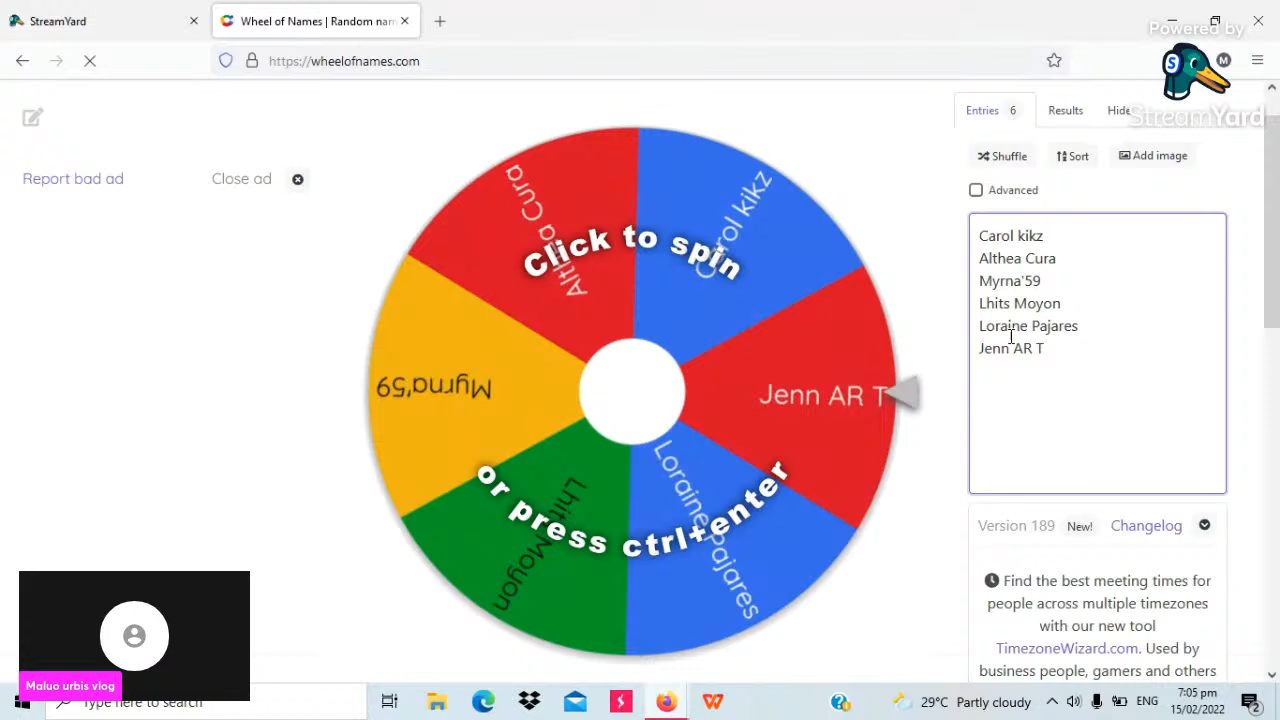 StreamYard
Wheel of Names | Random nam
Powered by
https://wheelofnames.com
M
S
StreamYard
Entries 6
Results
Hide
Report bad ad
Close ad
Shuffle
Sort
Add image
Advanced
Carol kikz
Althea Cura
Myrna'59
Lhits Moyon
Loraine Pajares
Jenn AR T
Click to spin
or press ctrl+enter
Althea Cura
Carol kikz
Myrna'59
Jenn AR T
Lhits Moyon
Loraine Pajares
Version 189 New! Changelog
Find the best meeting times for
people across multiple timezones
with our new tool
TimezoneWizard.com. Used by
business people, gamers and others
Maluo urbis vlog
Type here to search
29°C Partly cloudy
ENG
7:05 pm
15/02/2022
2